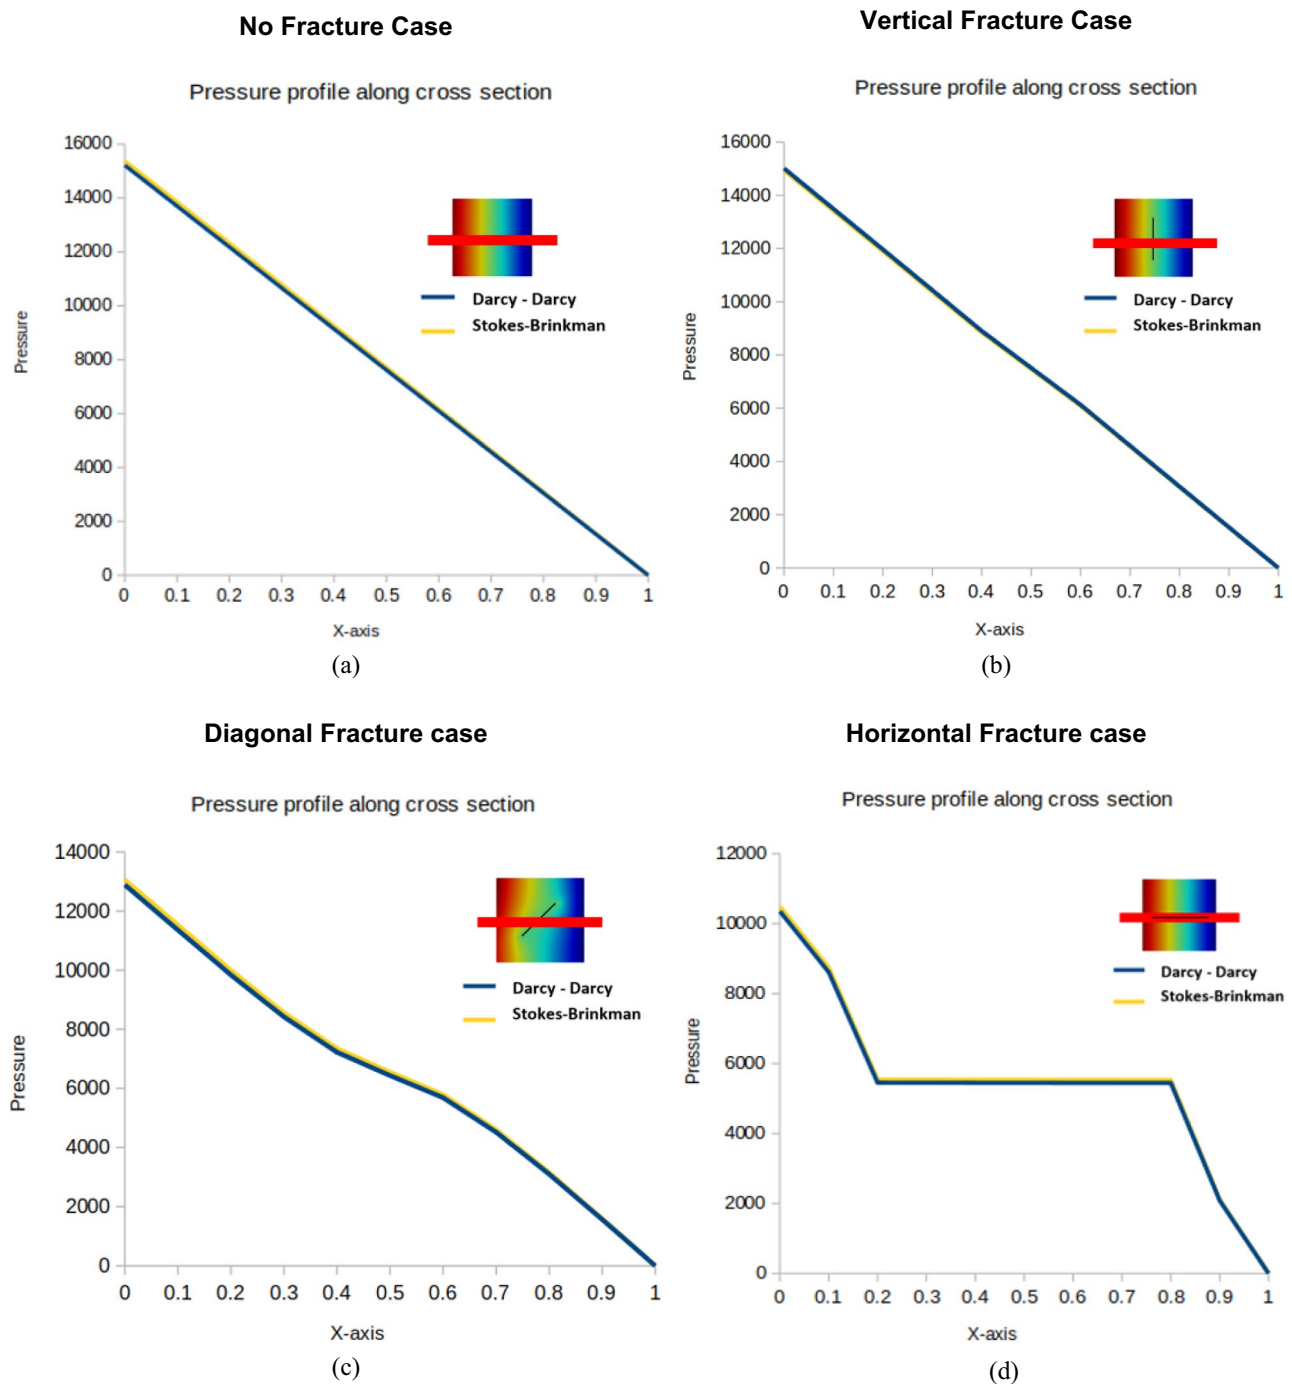 No Fracture Case
Pressure profile along cross section
16000
14000
12000
10000
8000
6000
4000
2000
0
Pressure
Darcy - Darcy
Stokes-Brinkman
0 0.1 0.2 0.3 0.4 0.5 0.6 0.7 0.8 0.9 1
X-axis
(a)
Vertical Fracture Case
Pressure profile along cross section
16000
14000
12000
10000
8000
6000
4000
2000
0
Pressure
Darcy - Darcy
Stokes-Brinkman
0 0.1 0.2 0.3 0.4 0.5 0.6 0.7 0.8 0.9 1
X-axis
(b)
Diagonal Fracture case
Pressure profile along cross section
14000
12000
10000
8000
6000
4000
2000
0
Pressure
Darcy - Darcy
Stokes-Brinkman
0 0.1 0.2 0.3 0.4 0.5 0.6 0.7 0.8 0.9 1
X-axis
(c)
Horizontal Fracture case
Pressure profile along cross section
12000
10000
8000
6000
4000
2000
0
Pressure
Darcy - Darcy
Stokes-Brinkman
0 0.1 0.2 0.3 0.4 0.5 0.6 0.7 0.8 0.9 1
X-axis
(d)